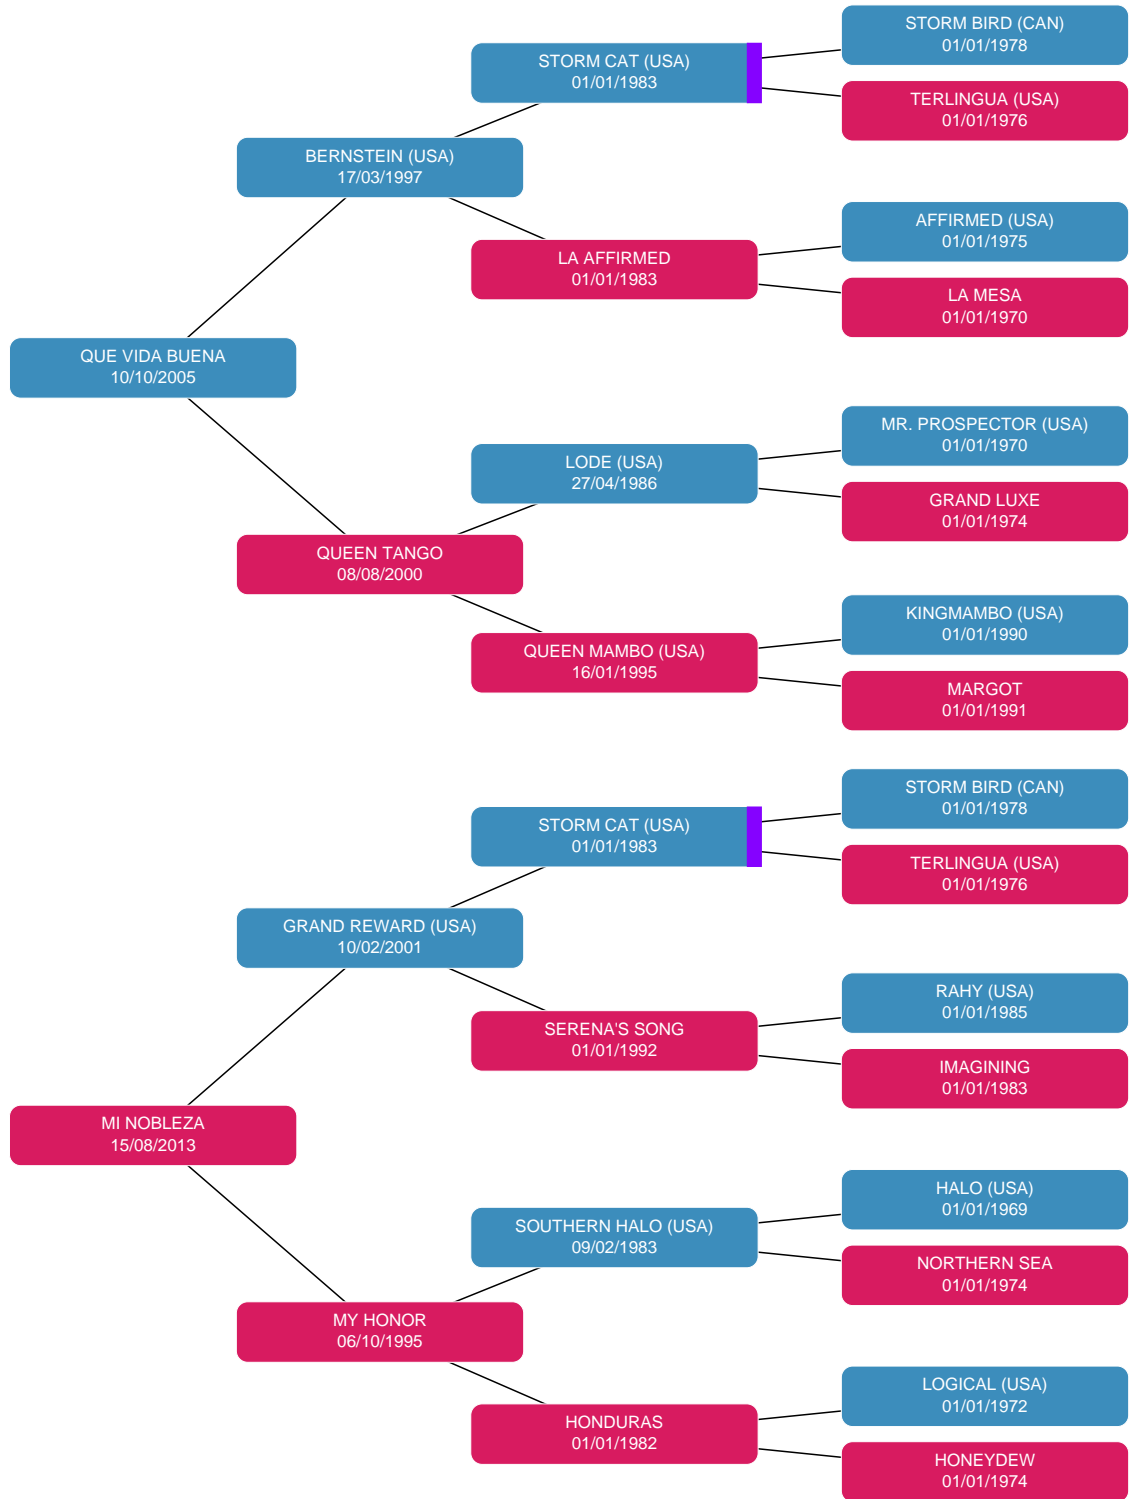 STORM BIRD (CAN)
01/01/1978
STORM CAT (USA)
01/01/1983
TERLINGUA (USA)
01/01/1976
BERNSTEIN (USA)
17/03/1997
AFFIRMED (USA)
01/01/1975
LA AFFIRMED
01/01/1983
LA MESA
01/01/1970
QUE VIDA BUENA
10/10/2005
MR. PROSPECTOR (USA)
01/01/1970
LODE (USA)
27/04/1986
GRAND LUXE
01/01/1974
QUEEN TANGO
08/08/2000
KINGMAMBO (USA)
01/01/1990
QUEEN MAMBO (USA)
16/01/1995
MARGOT
01/01/1991
STORM BIRD (CAN)
01/01/1978
STORM CAT (USA)
01/01/1983
TERLINGUA (USA)
01/01/1976
GRAND REWARD (USA)
10/02/2001
RAHY (USA)
01/01/1985
SERENA'S SONG
01/01/1992
IMAGINING
01/01/1983
MI NOBLEZA
15/08/2013
HALO (USA)
01/01/1969
SOUTHERN HALO (USA)
09/02/1983
NORTHERN SEA
01/01/1974
MY HONOR
06/10/1995
LOGICAL (USA)
01/01/1972
HONDURAS
01/01/1982
HONEYDEW
01/01/1974